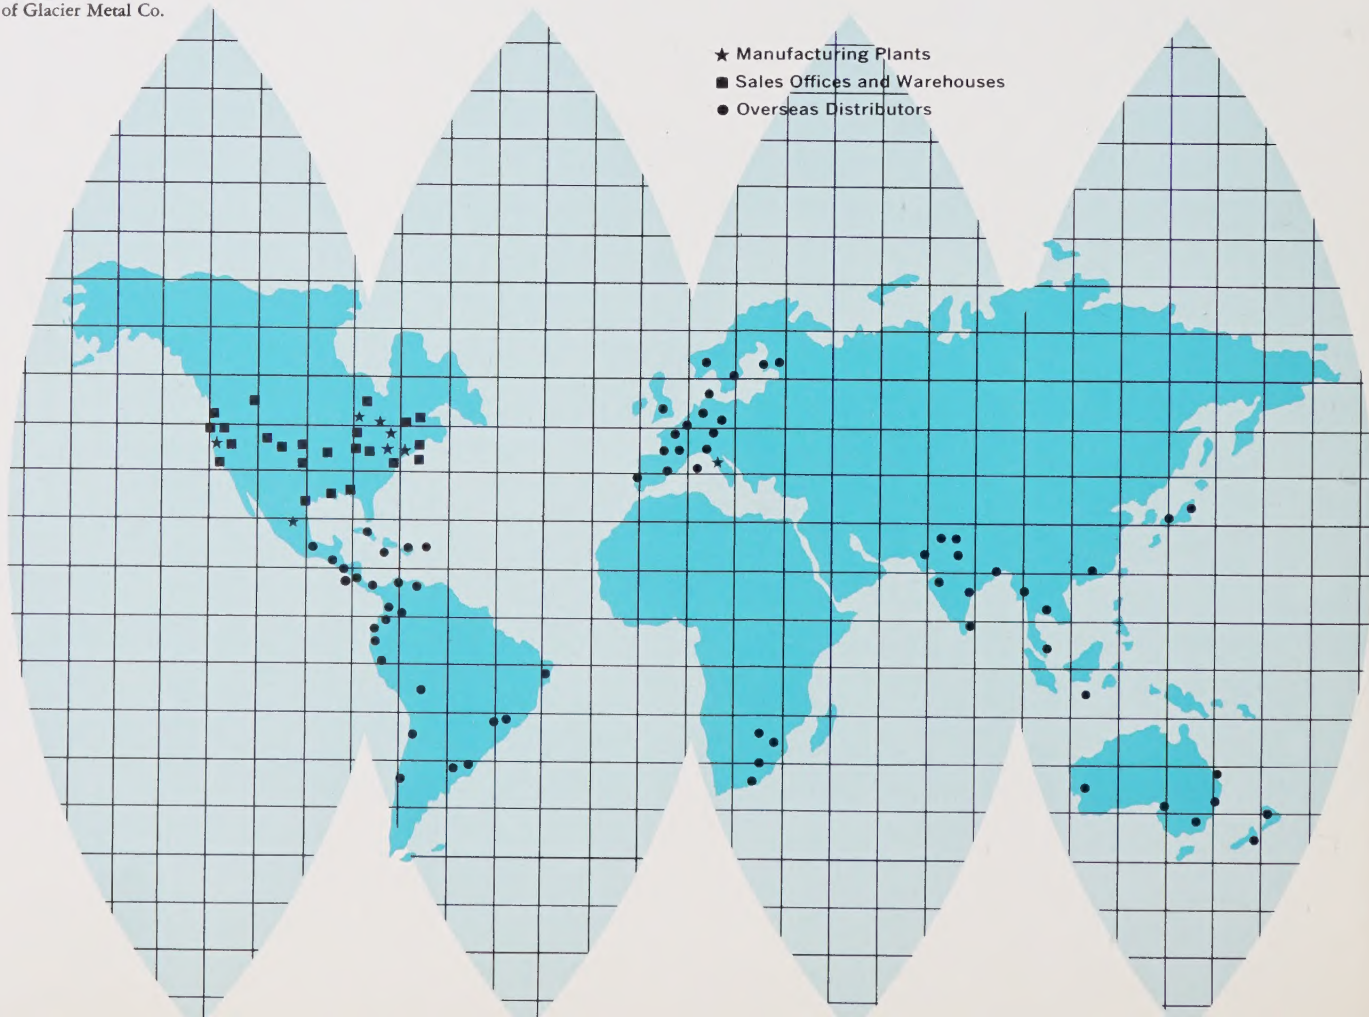 of Glacier Metal Co.
★ Manufacturing Plants
■ Sales Offices and Warehouses
● Overseas Distributors